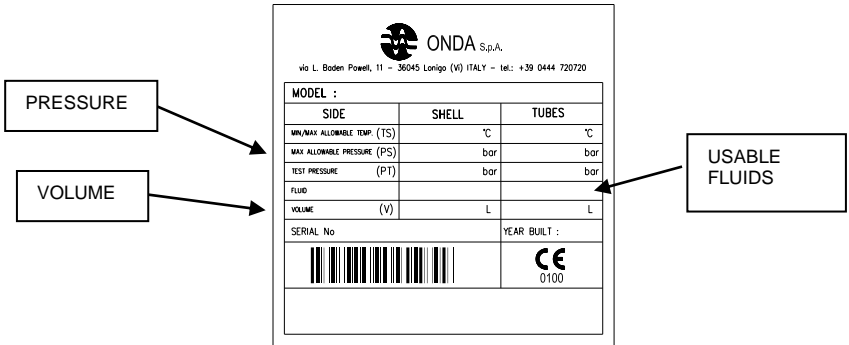 ONDA S.p.A.
via L. Baden Powell, 11 - 36045 Lonigo (VI) ITALY - tel.: +39 0444 720720
MODEL :
SIDE SHELL TUBES
MIN/MAX ALLOWABLE TEMP. (TS) °C °C
PRESSURE
MAX ALLOWABLE PRESSURE (PS) bar bar
TEST PRESSURE (PT) bar bar
USABLE
FLUIDS
FLUID
VOLUME
VOLUME (V) L L
SERIAL No YEAR BUILT :
CE
0100